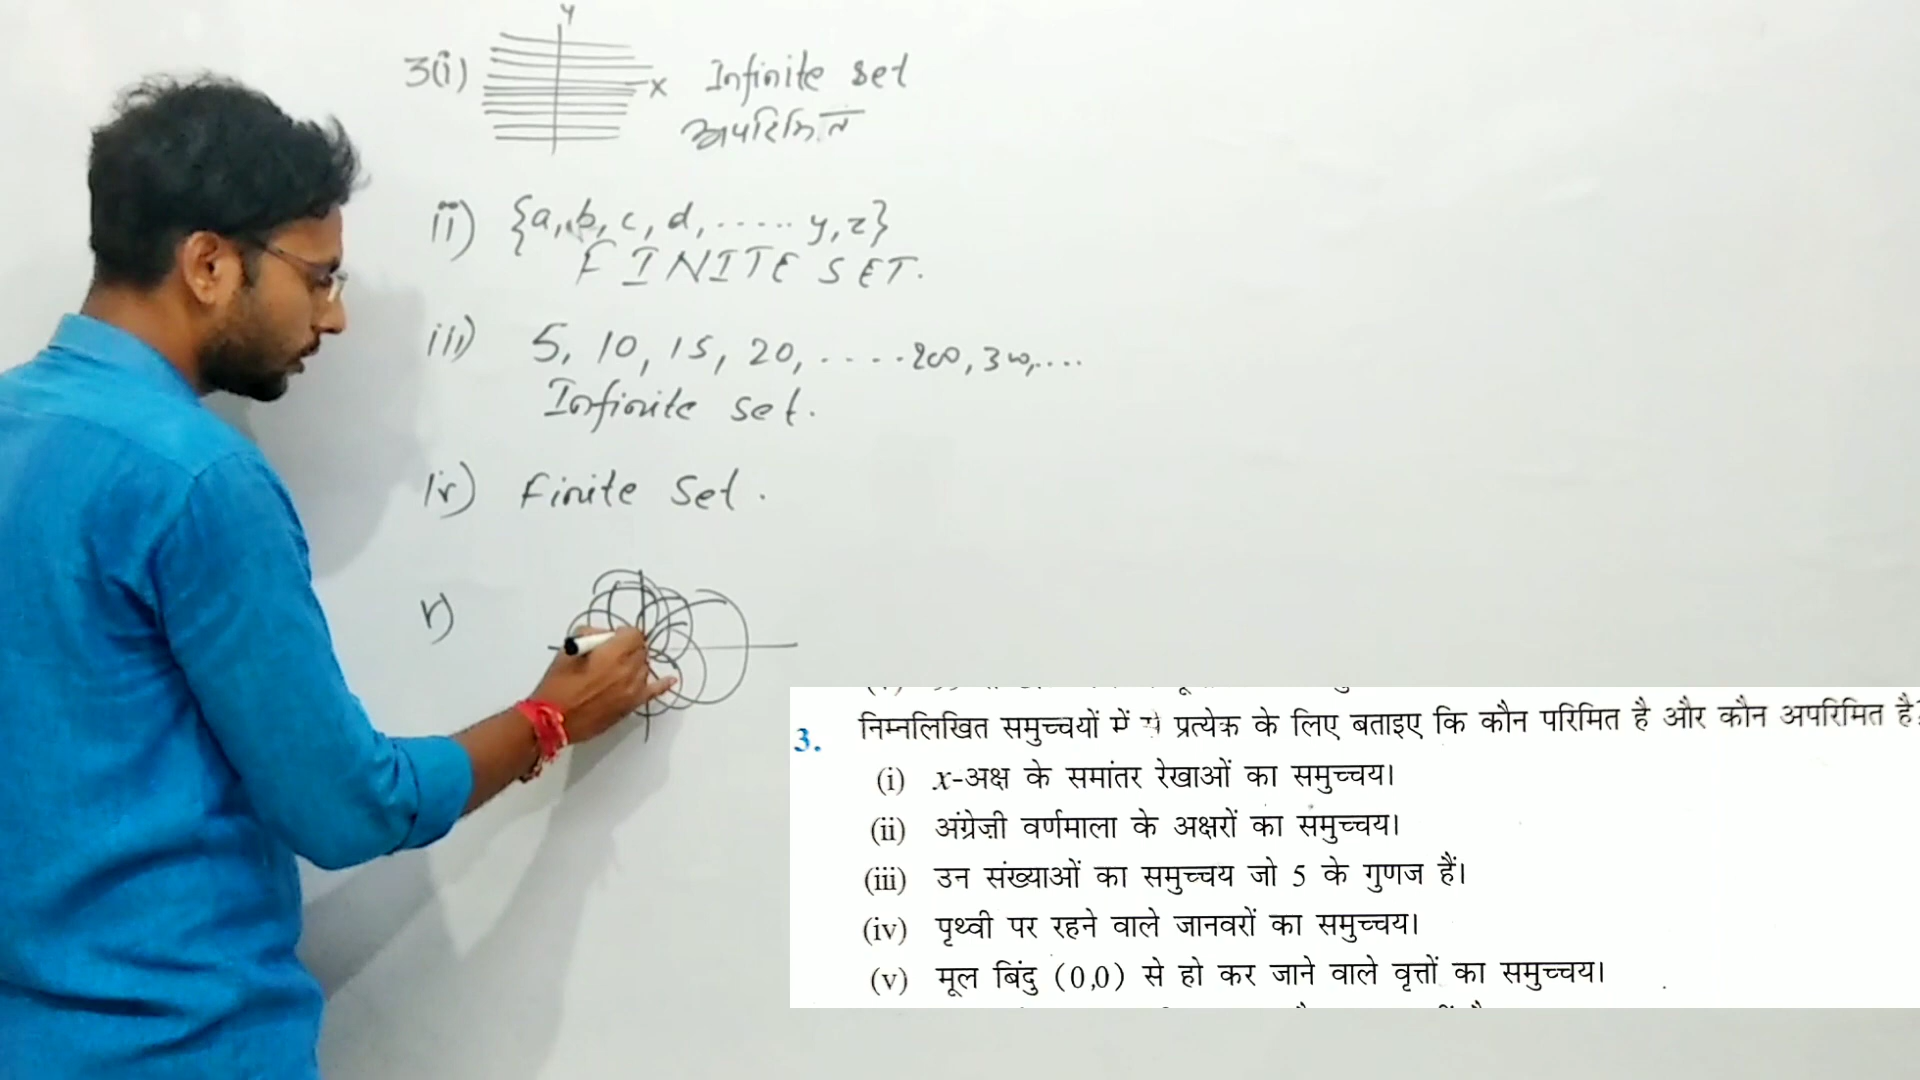 3(i) y x Infinite set
अपरिमित
ii) {a, b, c, d, ...... y, z}
FINITE SET.
iii) 5, 10, 15, 20, ..... 200, 300, ....
Infinite set.
iv) Finite Set.
v)
3. निम्नलिखित समुच्चयों में से प्रत्येक के लिए बताइए कि कौन परिमित है और कौन अपरिमित है?
(i) x-अक्ष के समांतर रेखाओं का समुच्चय।
(ii) अंग्रेज़ी वर्णमाला के अक्षरों का समुच्चय।
(iii) उन संख्याओं का समुच्चय जो 5 के गुणज हैं।
(iv) पृथ्वी पर रहने वाले जानवरों का समुच्चय।
(v) मूल बिंदु (0,0) से हो कर जाने वाले वृत्तों का समुच्चय।